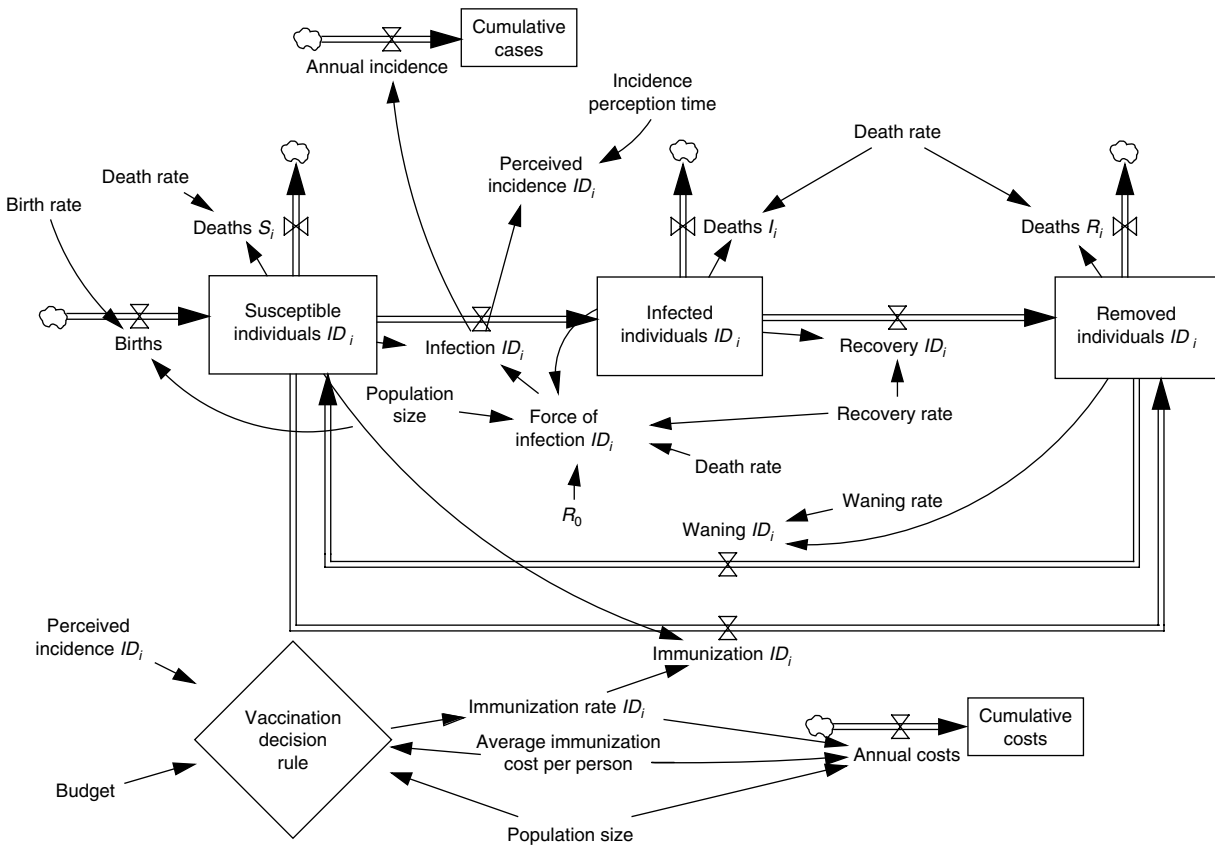 Cumulative
cases
Annual incidence
Incidence
perception time
Death rate
Perceived
incidence ID_i
Death rate
Birth rate
Deaths S_i
Deaths I_i
Deaths R_i
Susceptible
individuals ID_i
Infected
individuals ID_i
Removed
individuals ID_i
Births
Infection ID_i
Recovery ID_i
Population
size
Force of
infection ID_i
Recovery rate
Death rate
R_0
Waning rate
Waning ID_i
Perceived
incidence ID_i
Immunization ID_i
Vaccination
decision
rule
Immunization rate ID_i
Average immunization
cost per person
Cumulative
costs
Annual costs
Budget
Population size